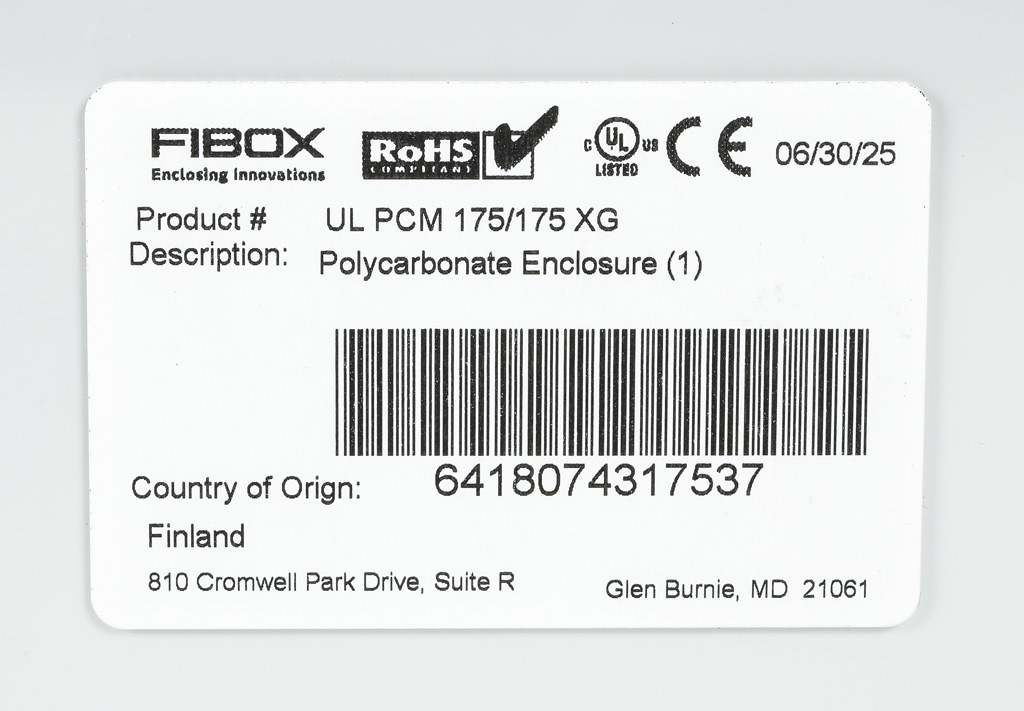 FIBOX
Enclosing Innovations
RoHS
COMPLIANT
C UL US
LISTED
CE
06/30/25
Product # UL PCM 175/175 XG
Description: Polycarbonate Enclosure (1)
6418074317537
Country of Orign:
Finland
810 Cromwell Park Drive, Suite R Glen Burnie, MD 21061